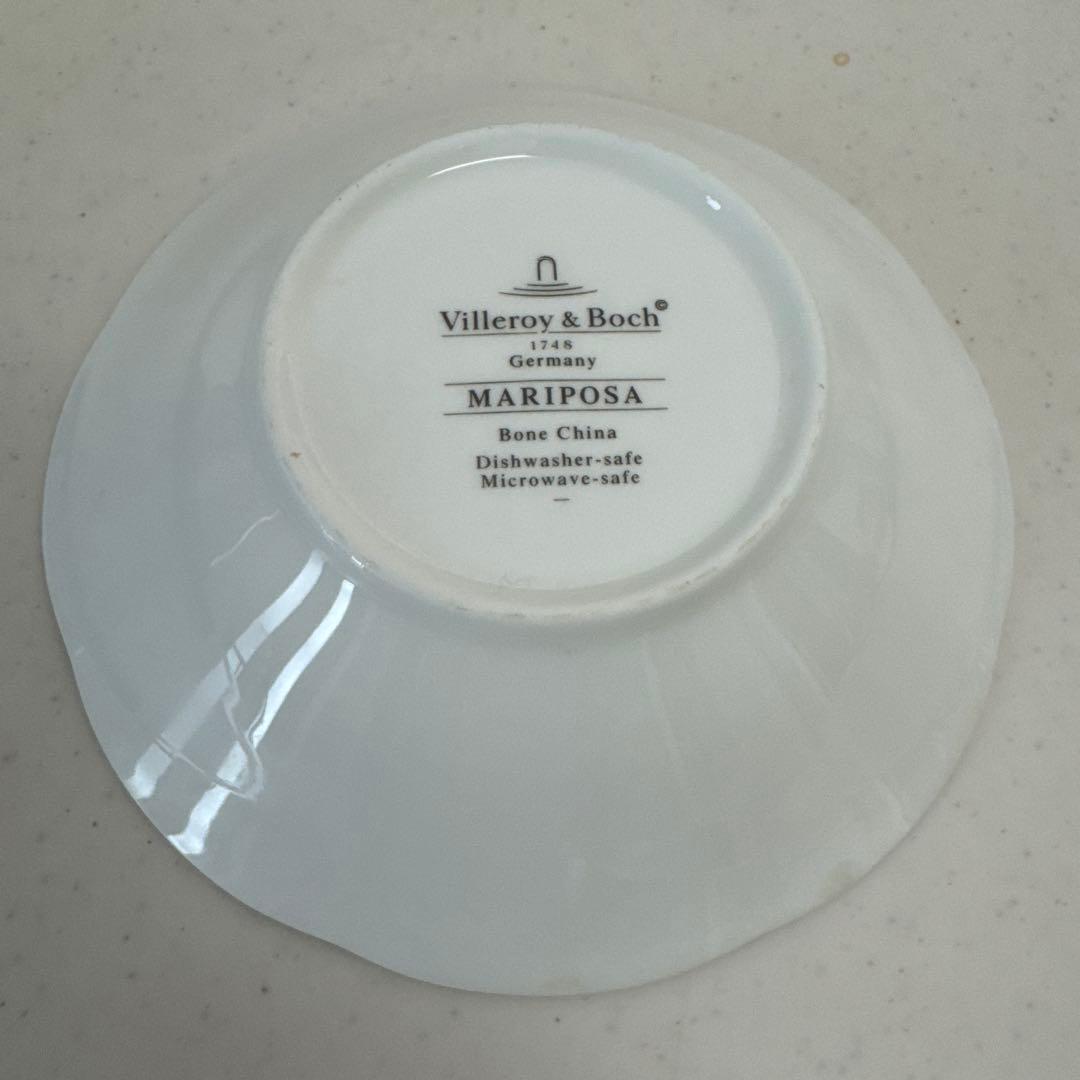 Villeroy & Boch©
1748
Germany
MARIPOSA
Bone China
Dishwasher-safe
Microwave-safe